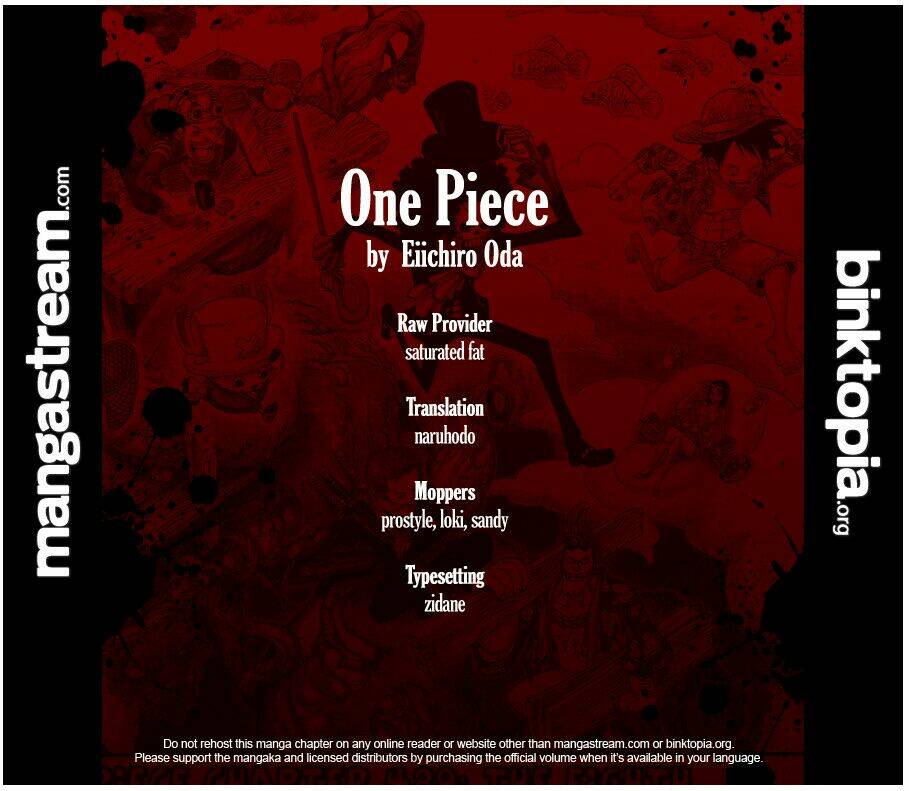 One Piece
by Eiichiro Oda
Raw Provider
saturated fat
Translation
naruhodo
Moppers
prostyle, loki, sandy
Typesetting
zidane
mangastream.com
binktopia.org
Do not rehost this manga chapter on any online reader or website other than mangastream.com or binktopia.org.
Please support the mangaka and licensed distributors by purchasing the official volume when it's available in your language.